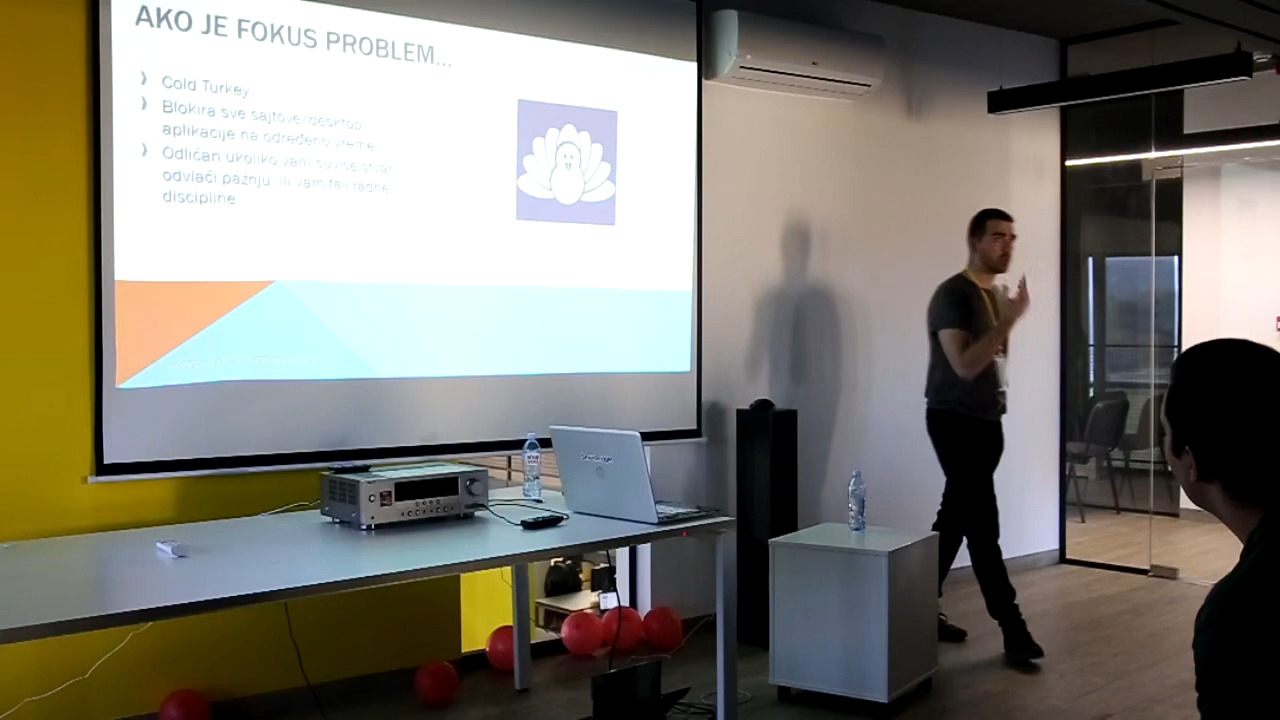 AKO JE FOKUS PROBLEM...
Cold Turkey
Blokira sve sajtove/desktop
aplikacije na određeno vreme
Odličan ukoliko vam suviše stvari
odvlači pažnju ili vam fali radne
discipline